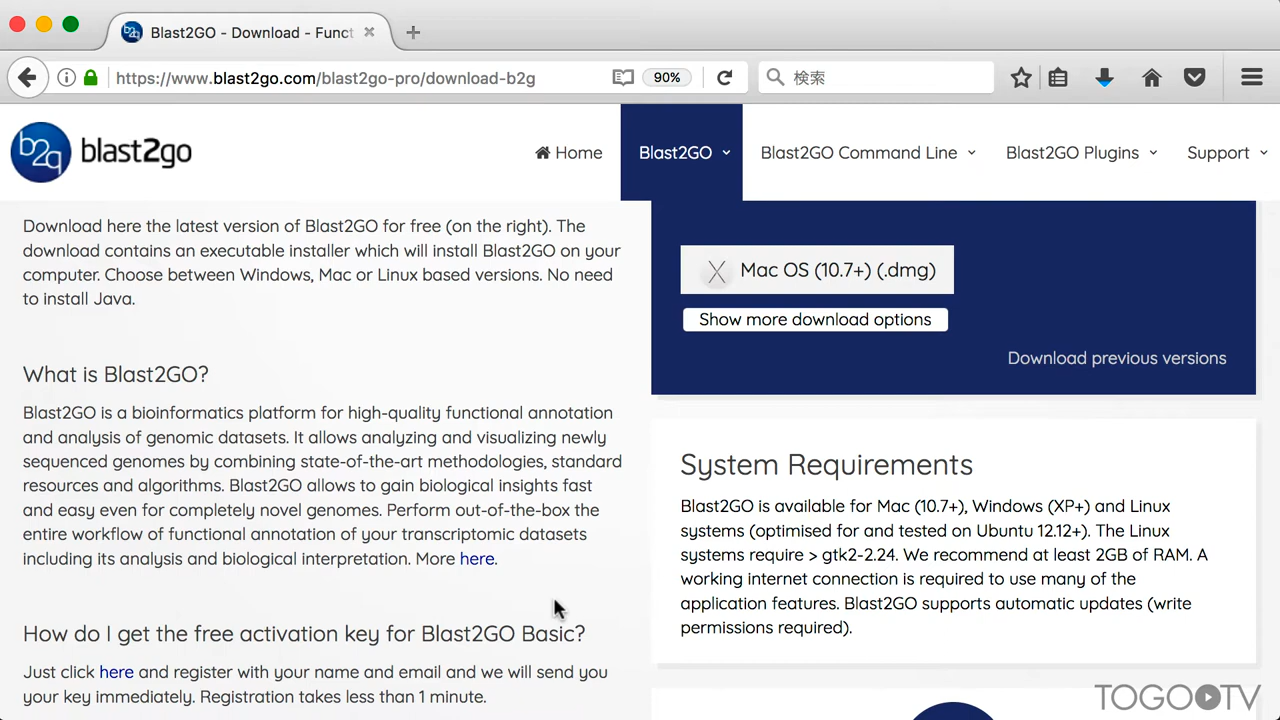 Blast2GO - Download - Funct
https://www.blast2go.com/blast2go-pro/download-b2g
90%
検索
b2g blast2go
Home
Blast2GO
Blast2GO Command Line
Blast2GO Plugins
Support
Download here the latest version of Blast2GO for free (on the right). The
download contains an executable installer which will install Blast2GO on your
computer. Choose between Windows, Mac or Linux based versions. No need
to install Java.
What is Blast2GO?
Blast2GO is a bioinformatics platform for high-quality functional annotation
and analysis of genomic datasets. It allows analyzing and visualizing newly
sequenced genomes by combining state-of-the-art methodologies, standard
resources and algorithms. Blast2GO allows to gain biological insights fast
and easy even for completely novel genomes. Perform out-of-the-box the
entire workflow of functional annotation of your transcriptomic datasets
including its analysis and biological interpretation. More here.
How do I get the free activation key for Blast2GO Basic?
Just click here and register with your name and email and we will send you
your key immediately. Registration takes less than 1 minute.
Mac OS (10.7+) (.dmg)
Show more download options
Download previous versions
System Requirements
Blast2GO is available for Mac (10.7+), Windows (XP+) and Linux
systems (optimised for and tested on Ubuntu 12.12+). The Linux
systems require > gtk2-2.24. We recommend at least 2GB of RAM. A
working internet connection is required to use many of the
application features. Blast2GO supports automatic updates (write
permissions required).
TOGO TV